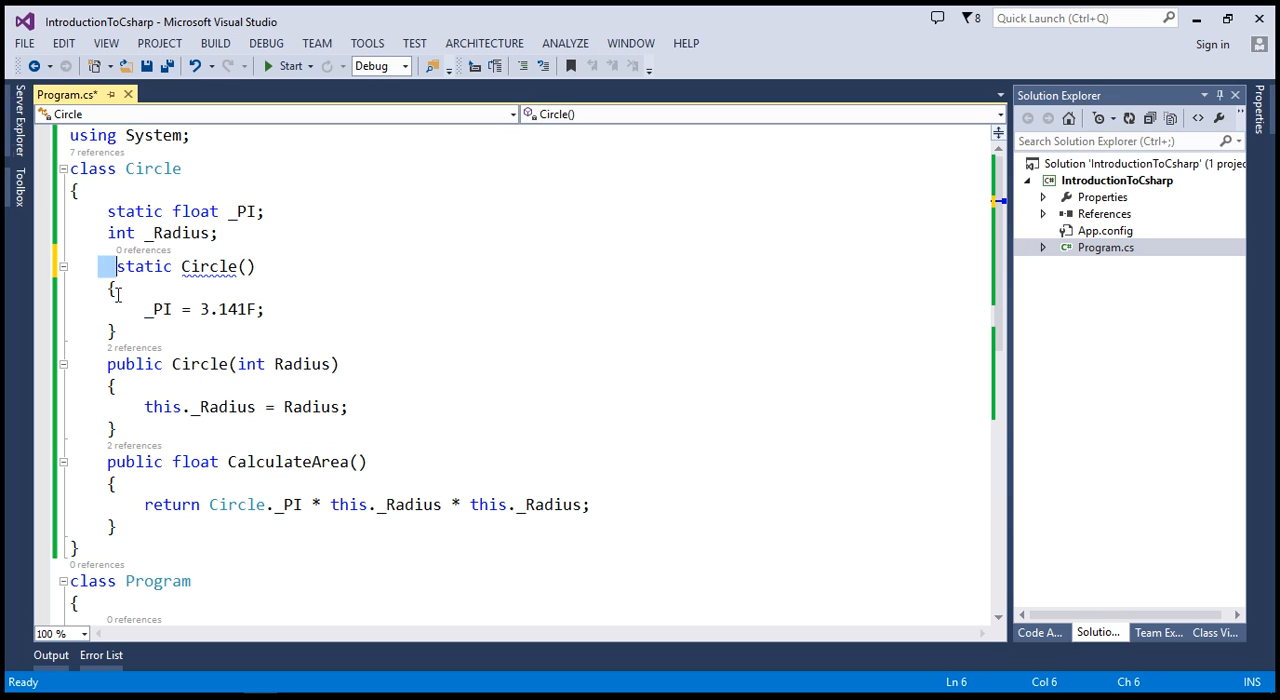 IntroductionToCsharp - Microsoft Visual Studio
8
Quick Launch (Ctrl+Q)
FILE EDIT VIEW PROJECT BUILD DEBUG TEAM TOOLS TEST ARCHITECTURE ANALYZE WINDOW HELP
Sign in
Start Debug
Server Explorer
Toolbox
Program.cs*
Circle
Circle()
using System;
7 references
class Circle
{
static float _PI;
int _Radius;
0 references
static Circle()
{
_PI = 3.141F;
}
2 references
public Circle(int Radius)
{
this._Radius = Radius;
}
2 references
public float CalculateArea()
{
return Circle._PI * this._Radius * this._Radius;
}
}
0 references
class Program
{
0 references
100 %
Solution Explorer
Search Solution Explorer (Ctrl+;)
Solution 'IntroductionToCsharp' (1 projec
IntroductionToCsharp
Properties
References
App.config
Program.cs
Code A... Solutio... Team Ex... Class Vi...
Properties
Output Error List
Ready
Ln 6 Col 6 Ch 6 INS